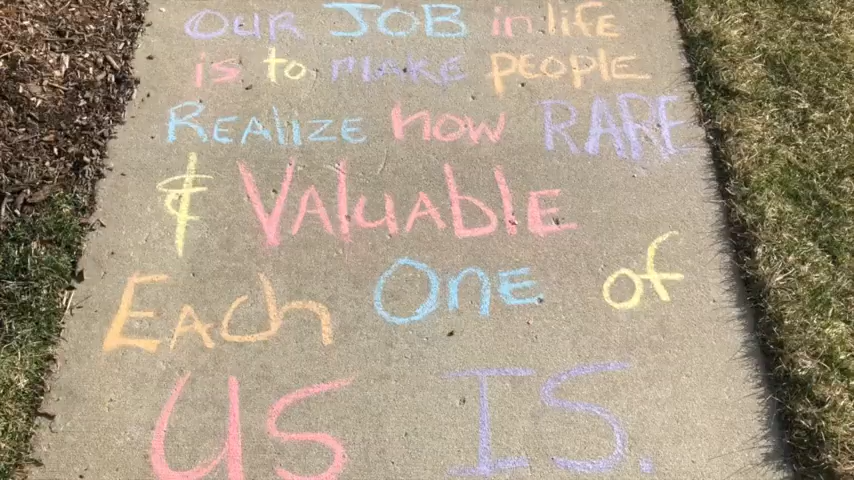 OUR JOB in life
is to MAKE PEOPLE
Realize how RARE
& Valuable
Each One of
US IS.